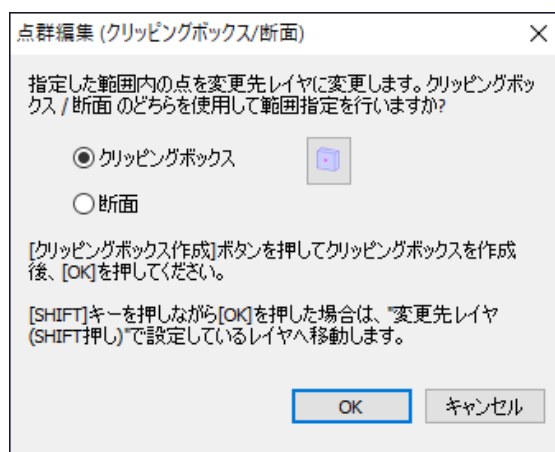 点群編集 (クリッピングボックス/断面)
指定した範囲内の点を変更先レイヤに変更します。クリッピングボッ
クス / 断面 のどちらを使用して範囲指定を行いますか?
クリッピングボックス
断面
[クリッピングボックス作成]ボタンを押してクリッピングボックスを作成
後、[OK]を押してください。
[SHIFT]キーを押しながら[OK]を押した場合は、"変更先レイヤ
(SHIFT押し)"で設定しているレイヤへ移動します。
OK
キャンセル